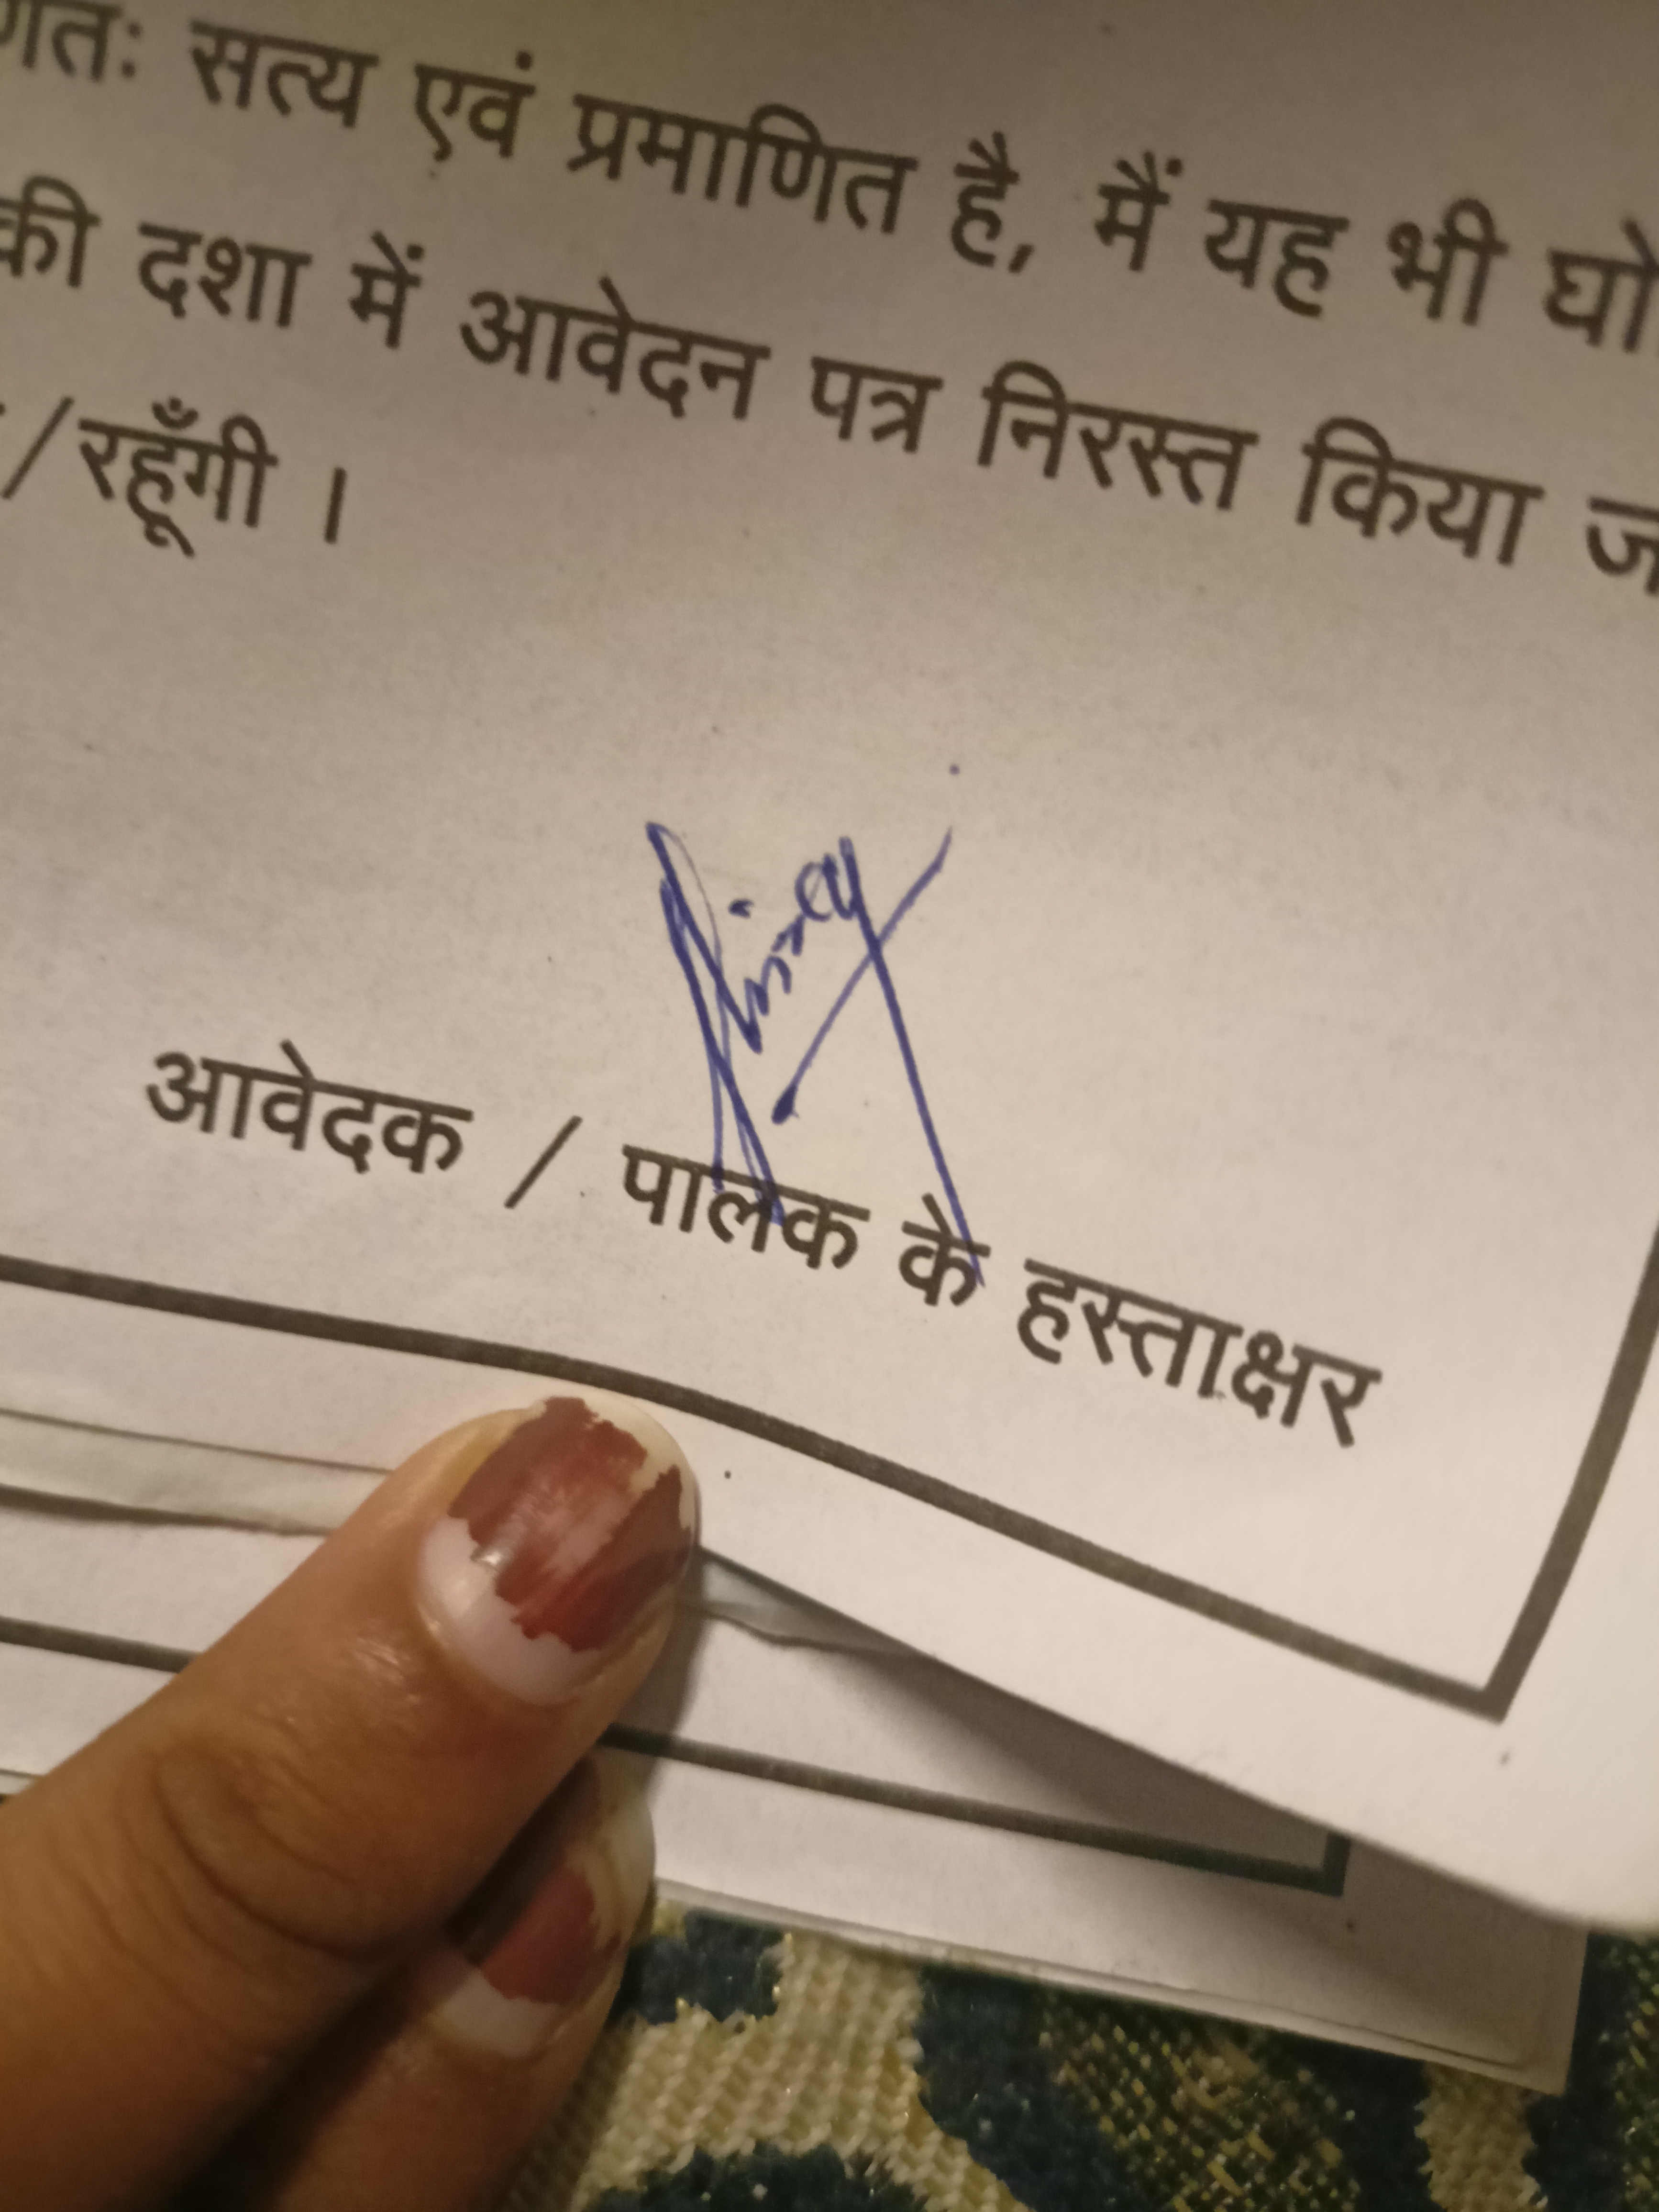 सत्य एवं प्रमाणित है, मैं यह भी
की दशा में आवेदन पत्र निरस्त किया
/रहूँगी ।
आवेदक / पालक के हस्ताक्षर